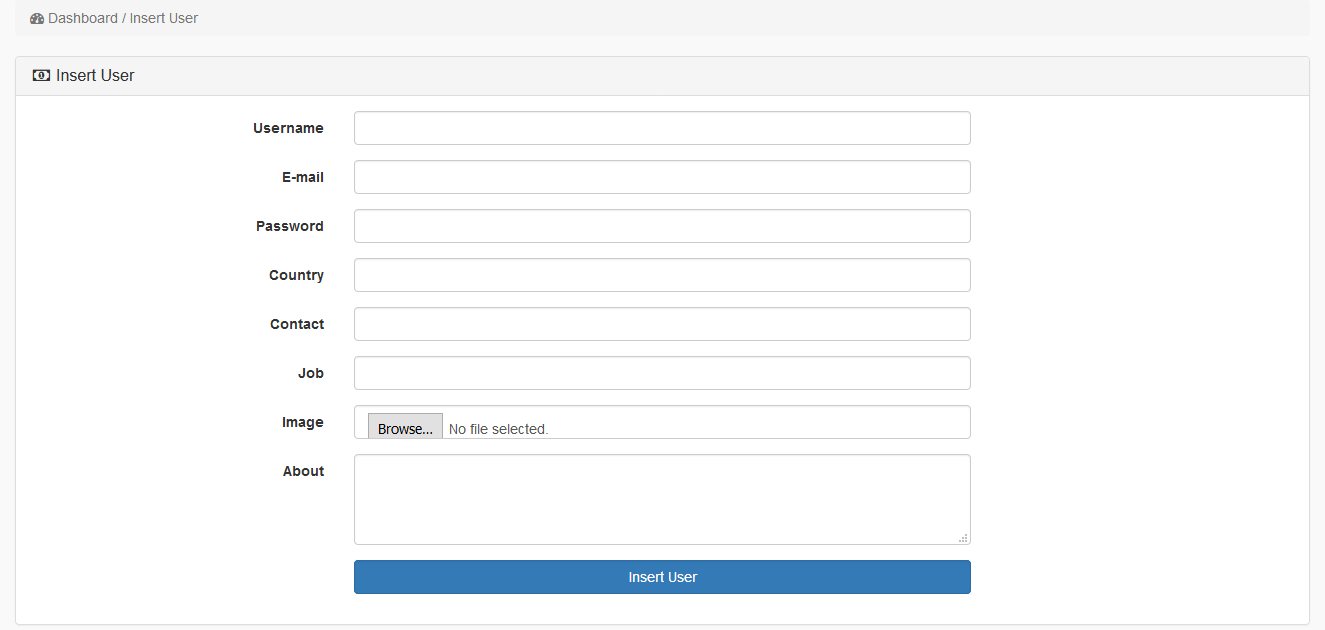 Dashboard / Insert User
Insert User
Username
E-mail
Password
Country
Contact
Job
Image
Browse... No file selected.
About
Insert User